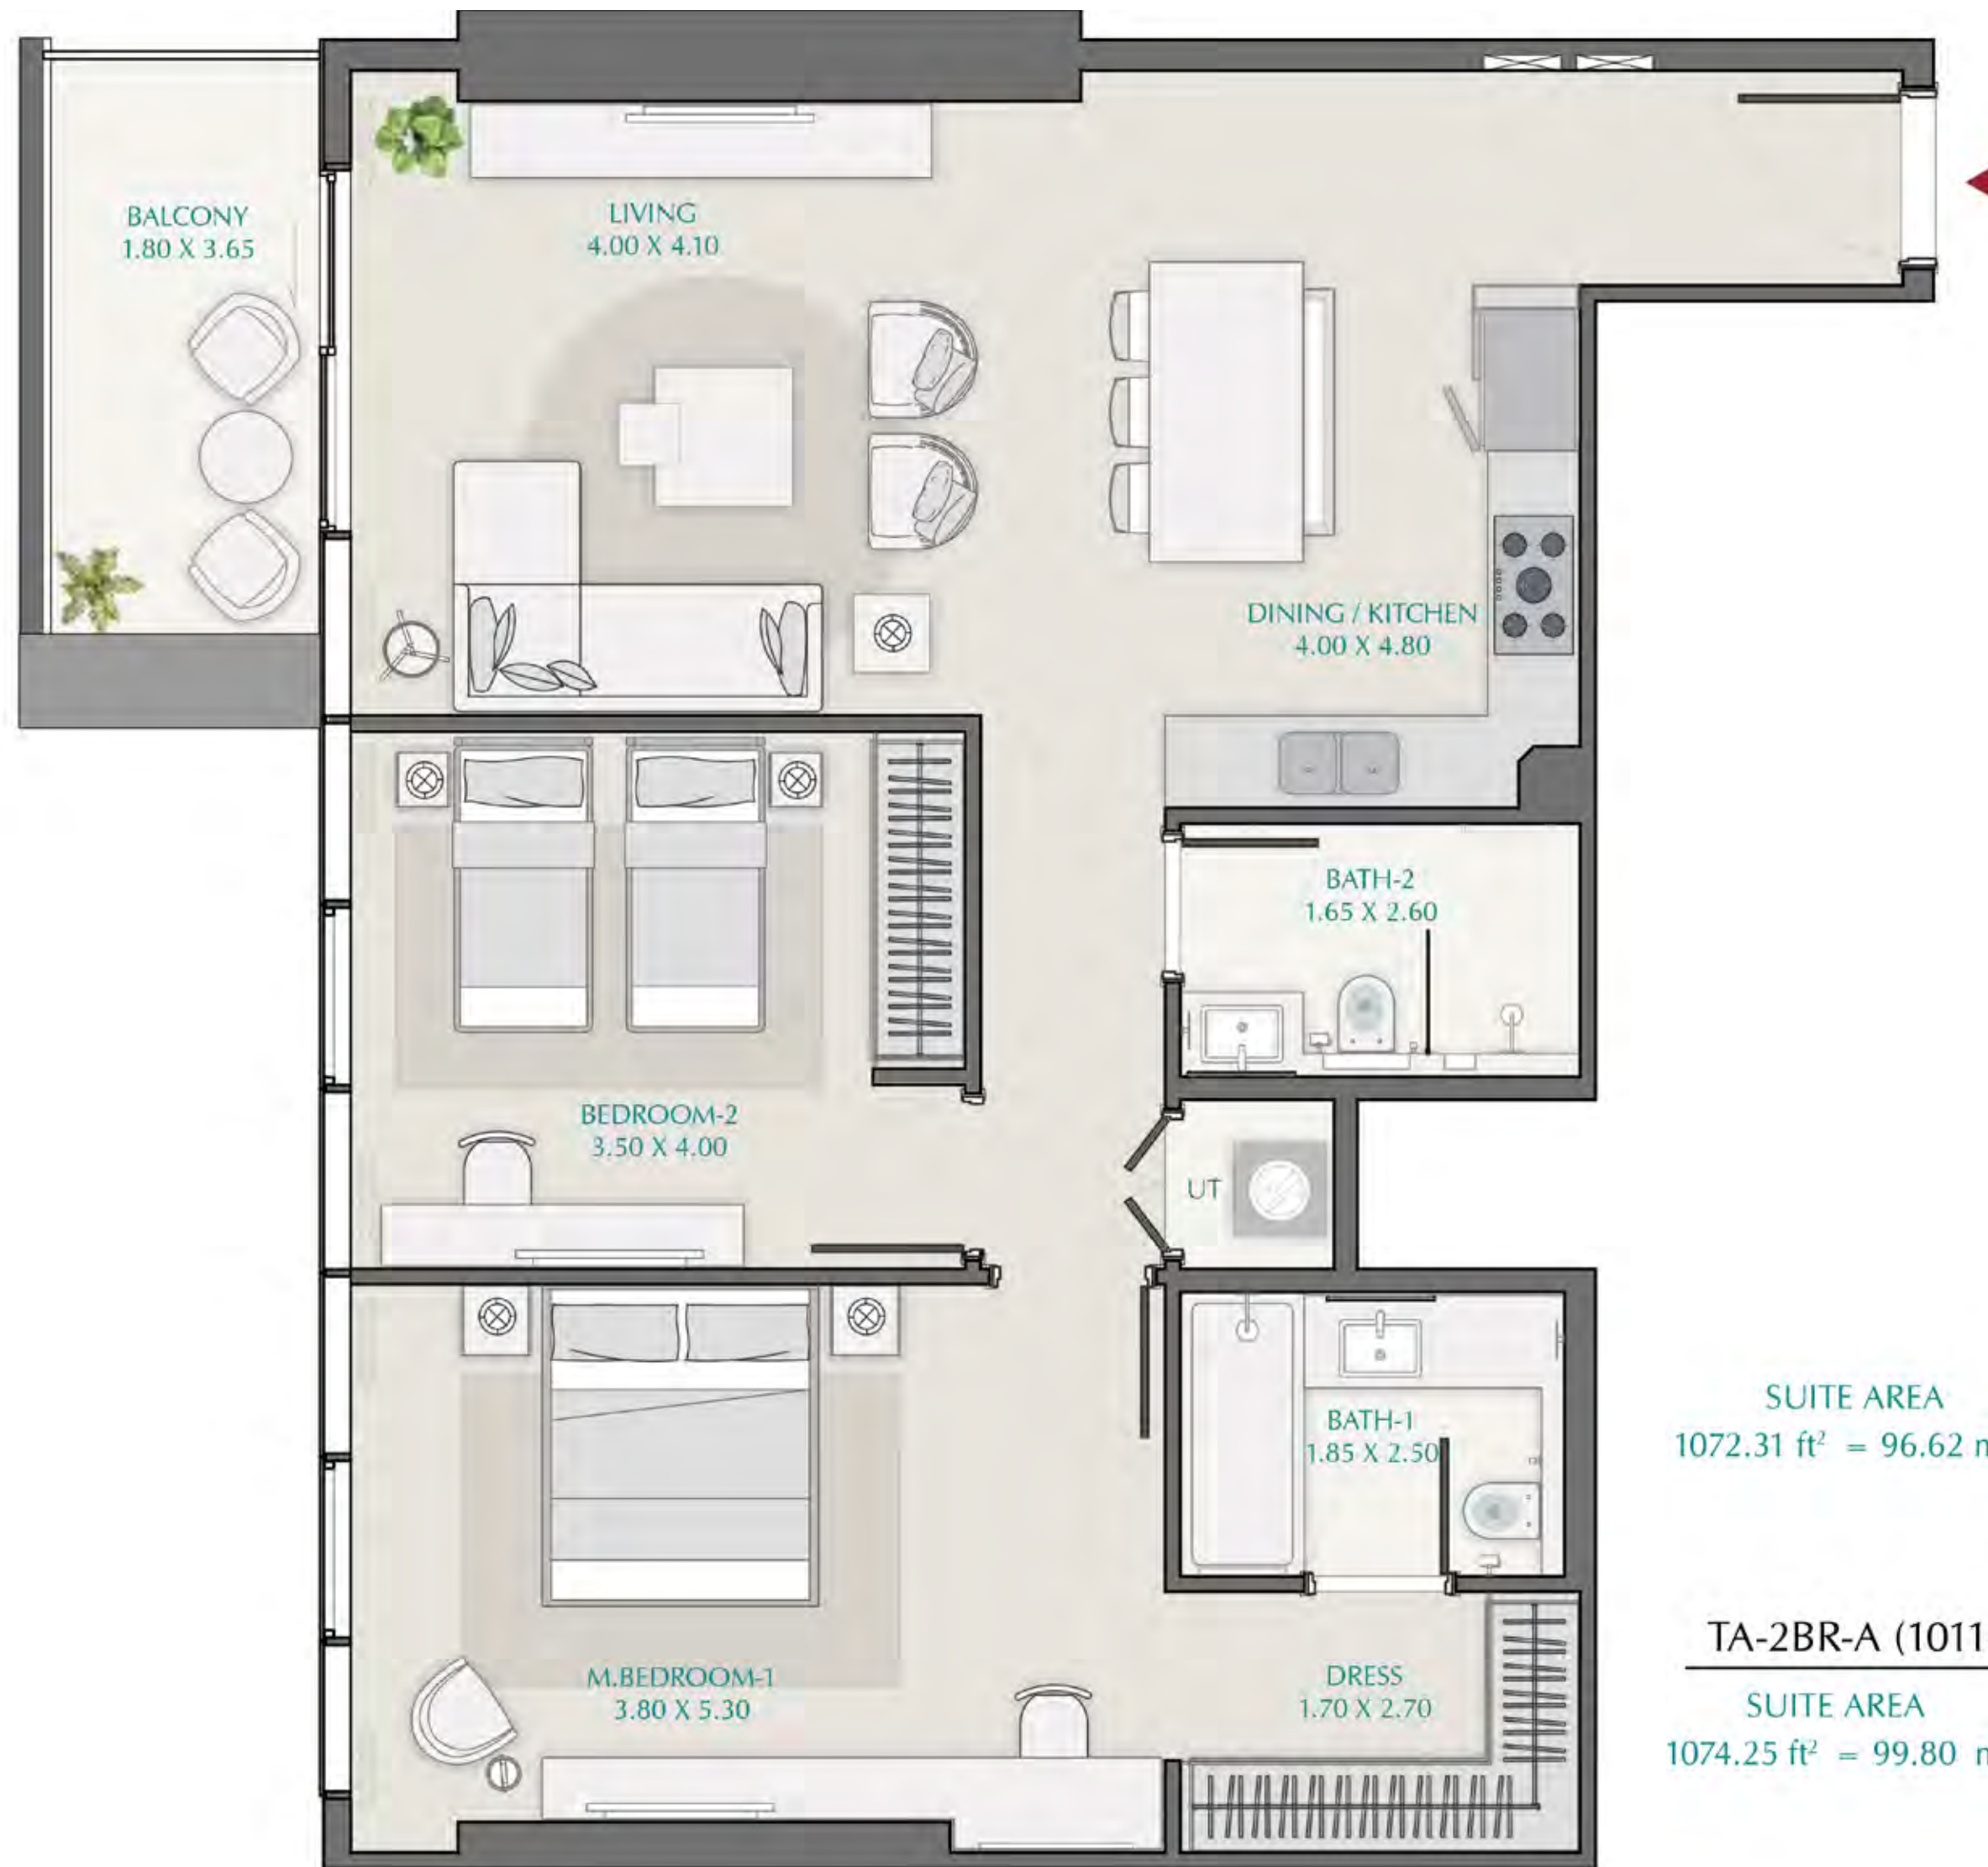 BALCONY
1.80 X 3.65
LIVING
4.00 X 4.10
DINING / KITCHEN
4.00 X 4.80
BATH-2
1.65 X 2.60
BEDROOM-2
3.50 X 4.00
UT
BATH-1
1.85 X 2.50
M.BEDROOM-1
3.80 X 5.30
DRESS
1.70 X 2.70
SUITE AREA
1072.31 ft² = 96.62
TA-2BR-A (1011
SUITE AREA
1074.25 ft² = 99.80